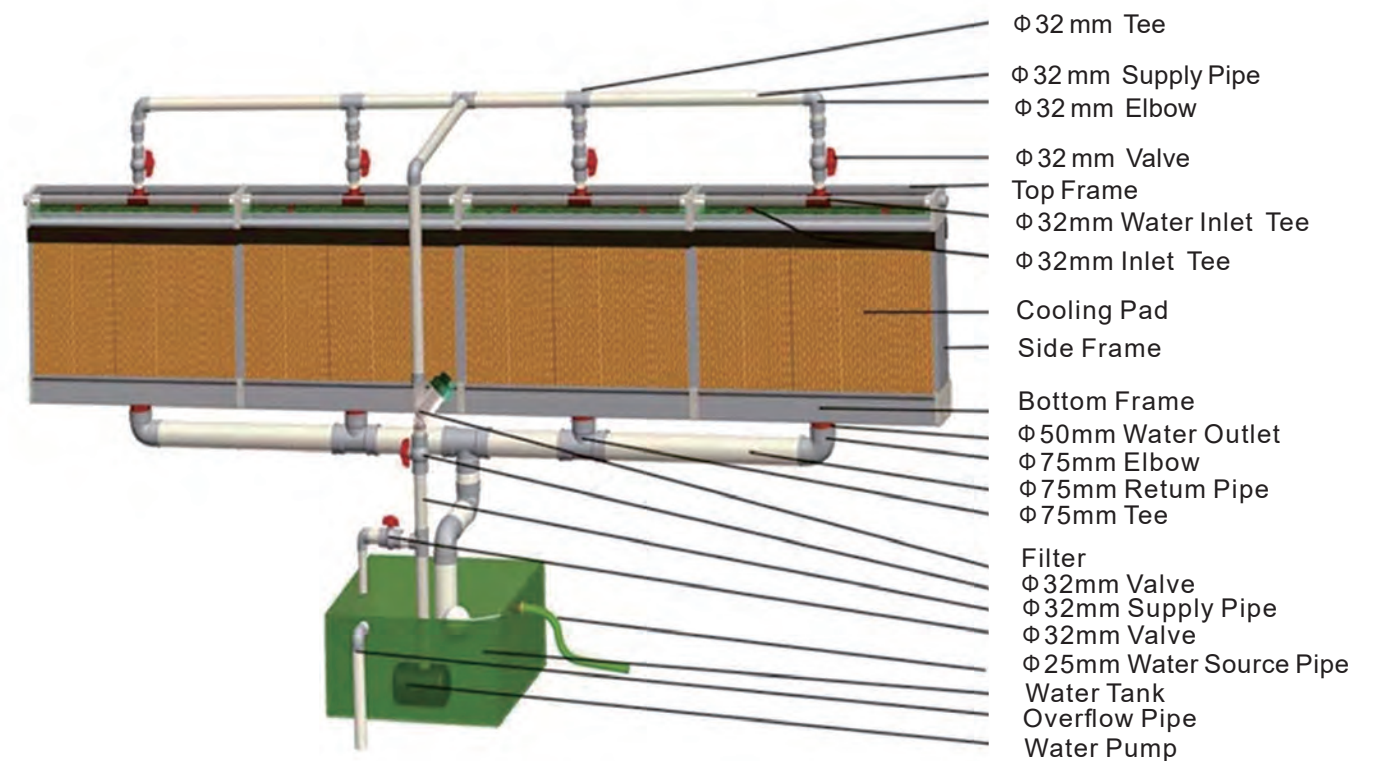 Φ32 mm Tee
Φ32 mm Supply Pipe
Φ32 mm Elbow
Φ32 mm Valve
Top Frame
Φ32mm Water Inlet Tee
Φ32mm Inlet Tee
Cooling Pad
Side Frame
Bottom Frame
Φ50mm Water Outlet
Φ75mm Elbow
Φ75mm Retum Pipe
Φ75mm Tee
Filter
Φ32mm Valve
Φ32mm Supply Pipe
Φ32mm Valve
Φ25mm Water Source Pipe
Water Tank
Overflow Pipe
Water Pump